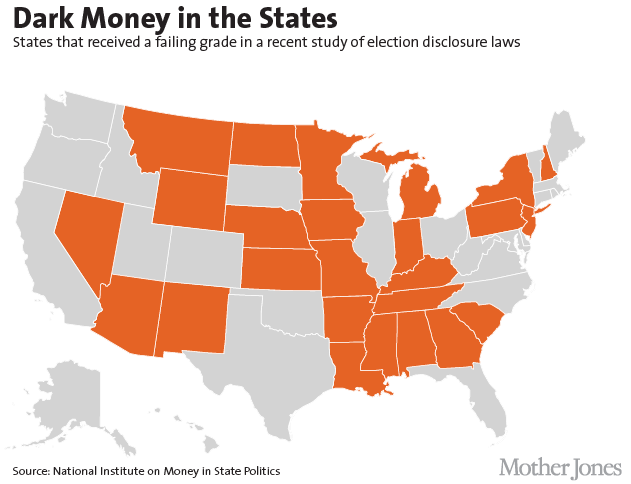 Dark Money in the States
States that received a failing grade in a recent study of election disclosure laws
Source: National Institute on Money in State Politics
Mother Jones